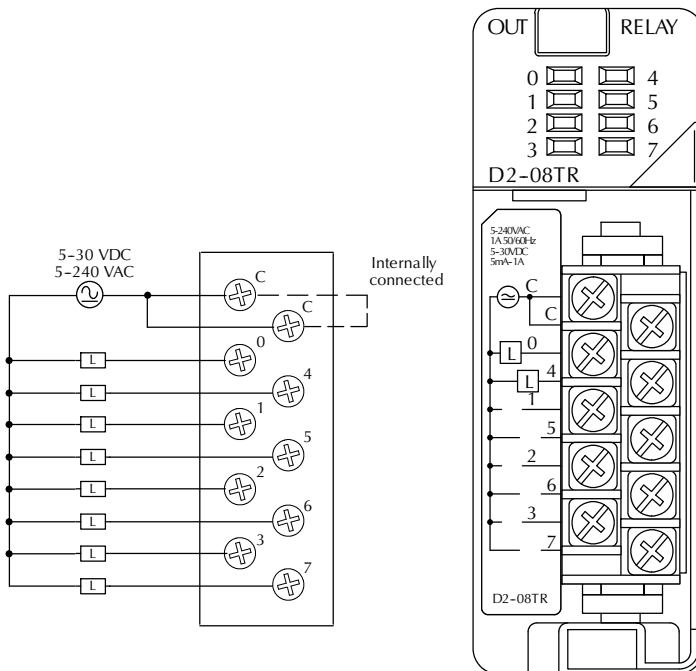 5-30 VDC
5-240 VAC
Internally
connected
C
C
0
4
1
5
2
6
3
7
L
L
L
L
L
L
L
L
OUT RELAY
0 4
1 5
2 6
3 7
D2-08TR
5-240VAC
1A 50/60Hz
5-30VDC
5mA-1A
C
C
L 0
L 4
1
5
2
6
3
7
D2-08TR